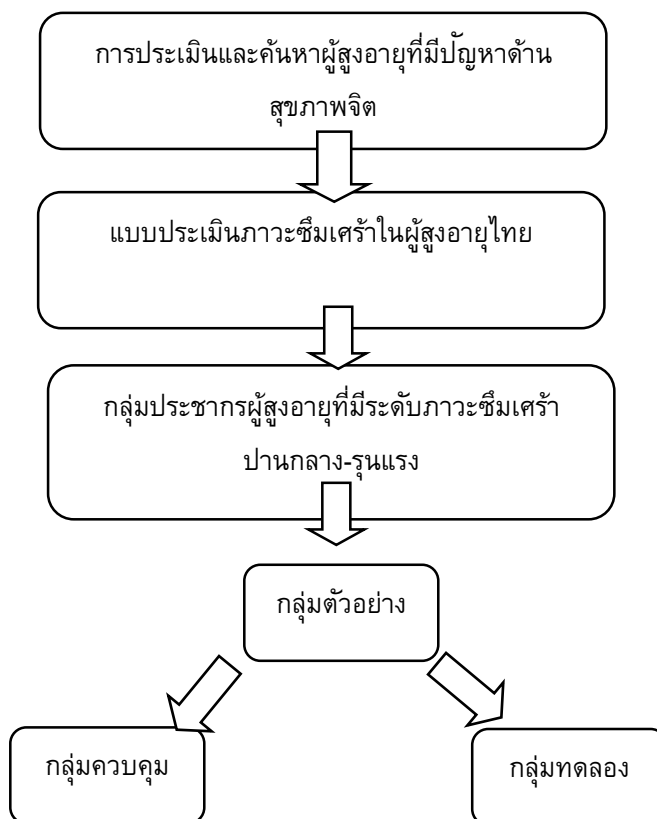 การประเมินและค้นหาผู้สูงอายุที่มีปัญหาด้าน
สุขภาพจิต
แบบประเมินภาวะซึมเศร้าในผู้สูงอายุไทย
กลุ่มประชากรผู้สูงอายุที่มีระดับภาวะซึมเศร้า
ปานกลาง-รุนแรง
กลุ่มตัวอย่าง
กลุ่มควบคุม
กลุ่มทดลอง